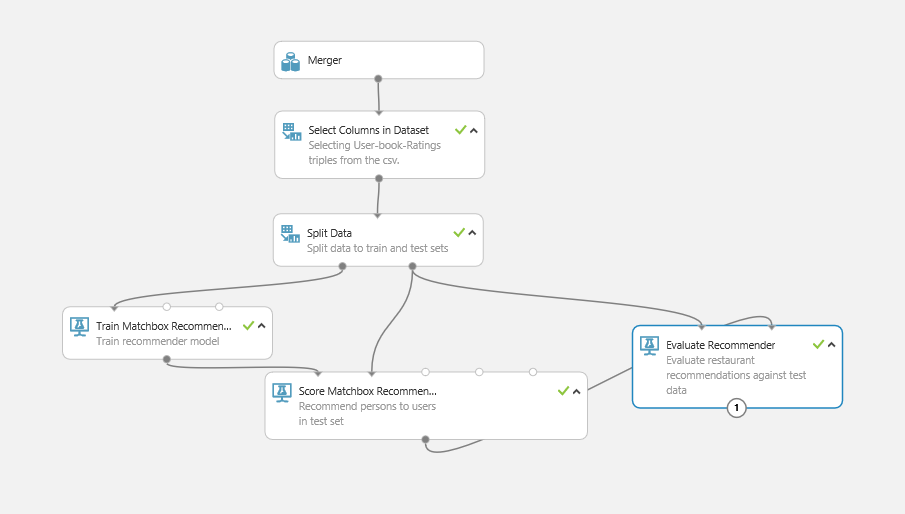 Merger
Select Columns in Dataset
Selecting User-book-Ratings
triples from the csv.
Split Data
Split data to train and test sets
Train Matchbox Recommen...
Train recommender model
Evaluate Recommender
Evaluate restaurant
recommendations against test
data
1
Score Matchbox Recommen...
Recommend persons to users
in test set